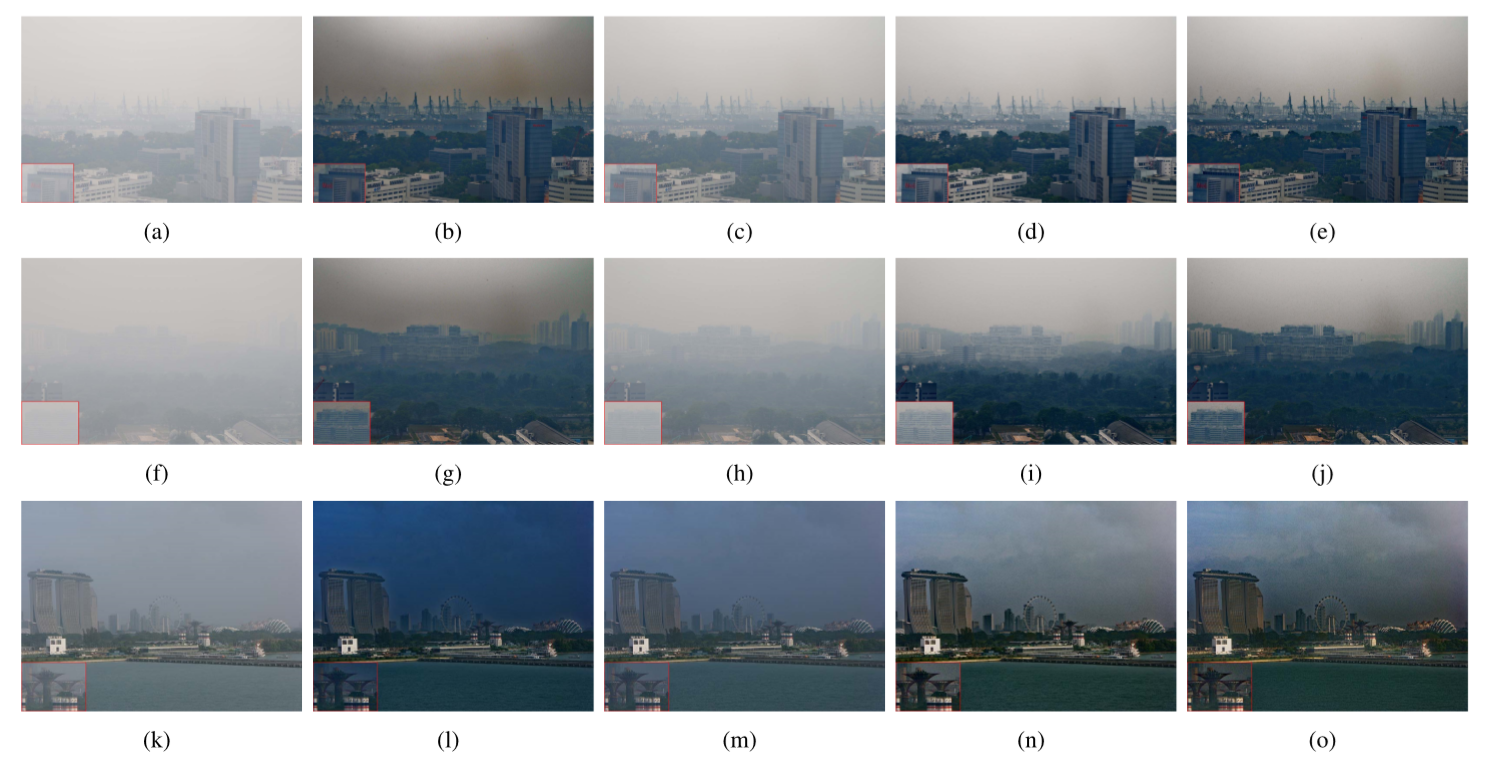 (a) (b) (c) (d) (e)
(f) (g) (h) (i) (j)
(k) (l) (m) (n) (o)